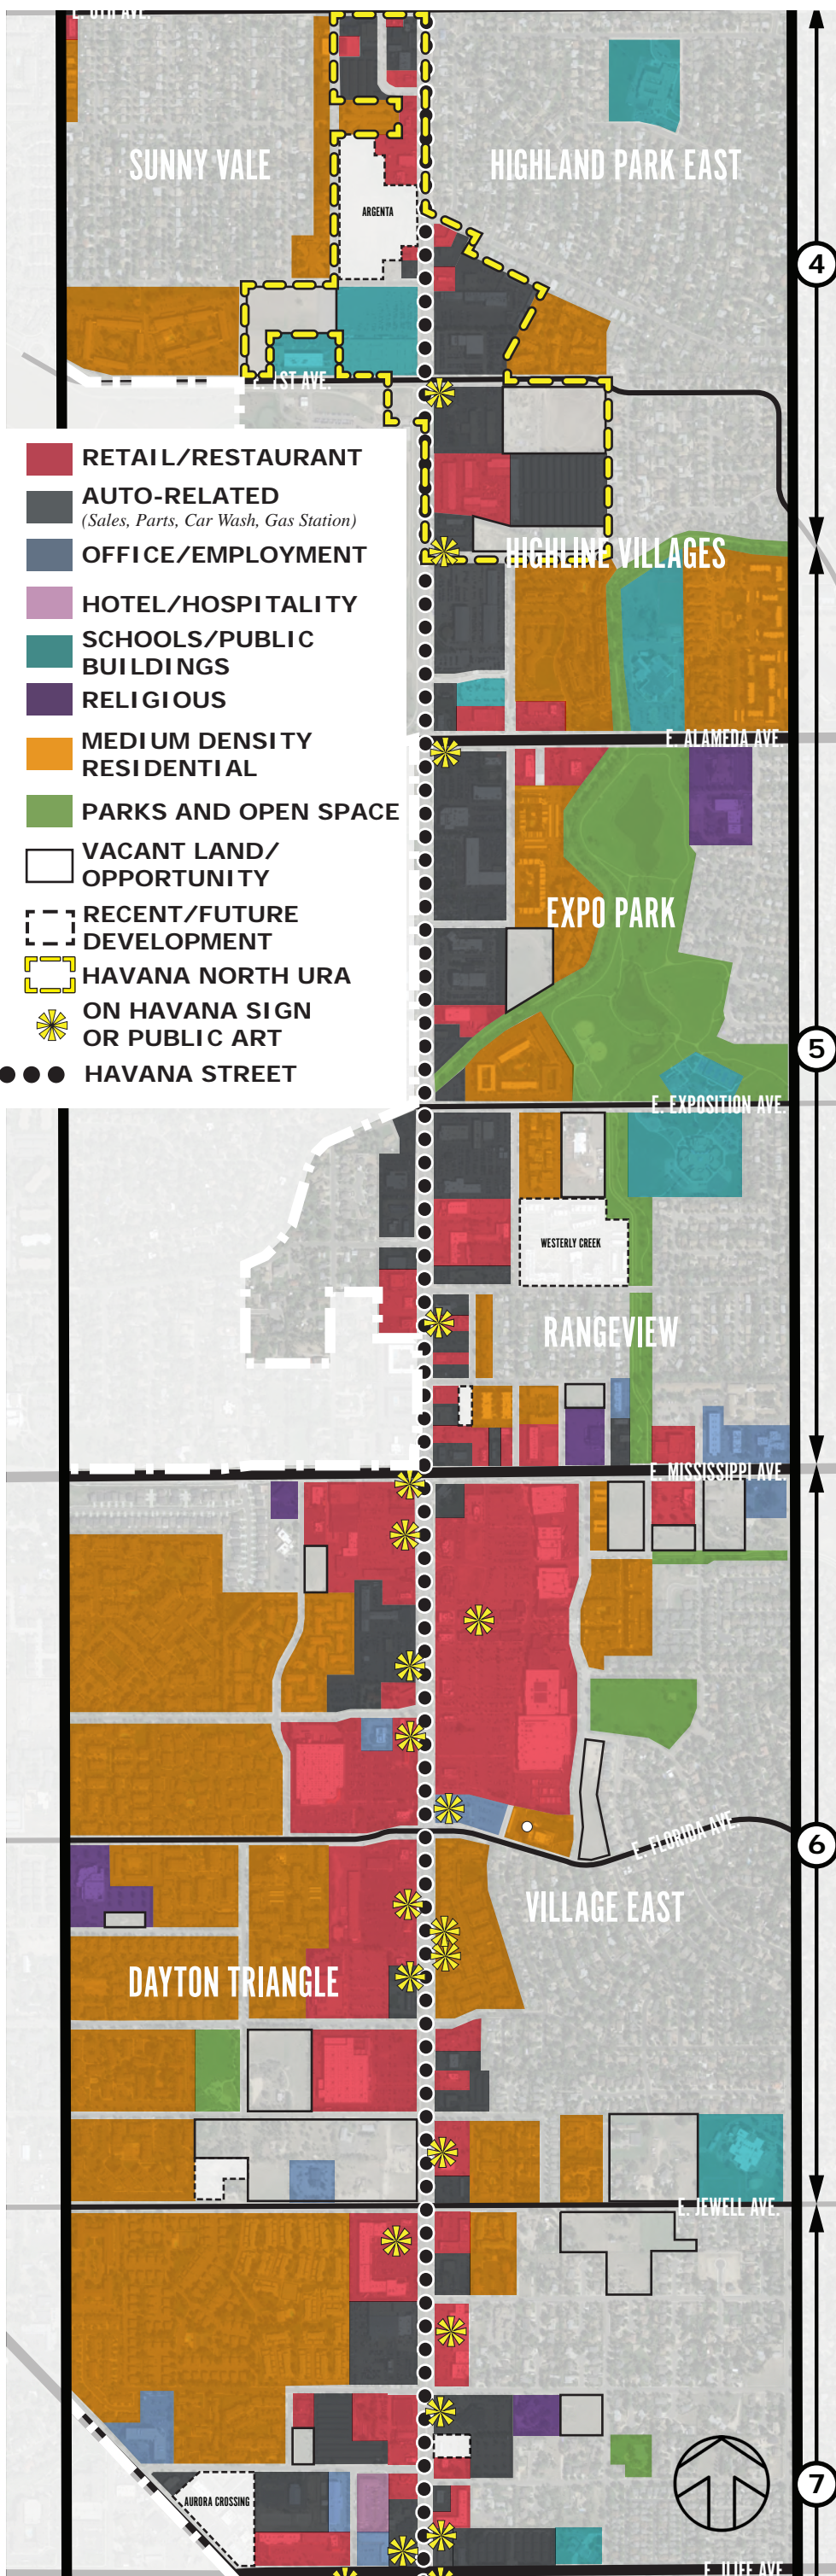 E. 6TH AVE.
SUNNY VALE
HIGHLAND PARK EAST
ARGENTA
4
E. 1ST AVE.
RETAIL/RESTAURANT
AUTO-RELATED
(Sales, Parts, Car Wash, Gas Station)
OFFICE/EMPLOYMENT
HOTEL/HOSPITALITY
SCHOOLS/PUBLIC
BUILDINGS
RELIGIOUS
MEDIUM DENSITY
RESIDENTIAL
PARKS AND OPEN SPACE
VACANT LAND/
OPPORTUNITY
RECENT/FUTURE
DEVELOPMENT
HAVANA NORTH URA
ON HAVANA SIGN
OR PUBLIC ART
HAVANA STREET
HIGHLINE VILLAGES
E. ALAMEDA AVE.
EXPO PARK
5
E. EXPOSITION AVE.
WESTERLY CREEK
RANGEVIEW
E. MISSISSIPPI AVE.
E. FLORIDA AVE.
6
VILLAGE EAST
DAYTON TRIANGLE
E. JEWELL AVE.
7
AURORA CROSSING
E. ILIFF AVE.